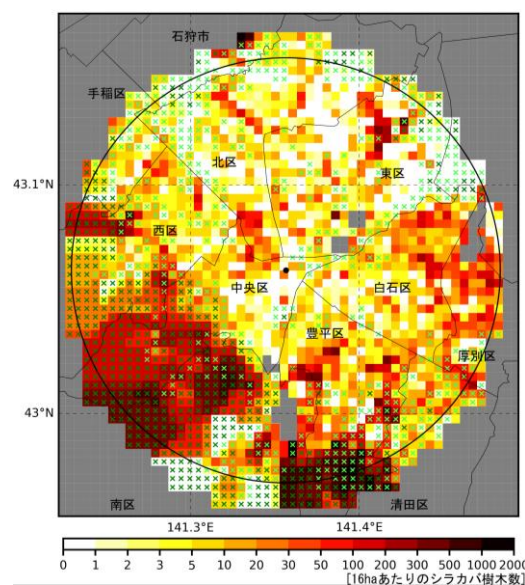 石狩市
手稲区
北区
東区
43.1°N
西区
中央区
白石区
豊平区
厚別区
43°N
南区
清田区
141.3°E
141.4°E
0 1 2 3 5 10 20 30 50 100 200 300 500 1000 2000
[16haあたりのシラカバ樹木数]